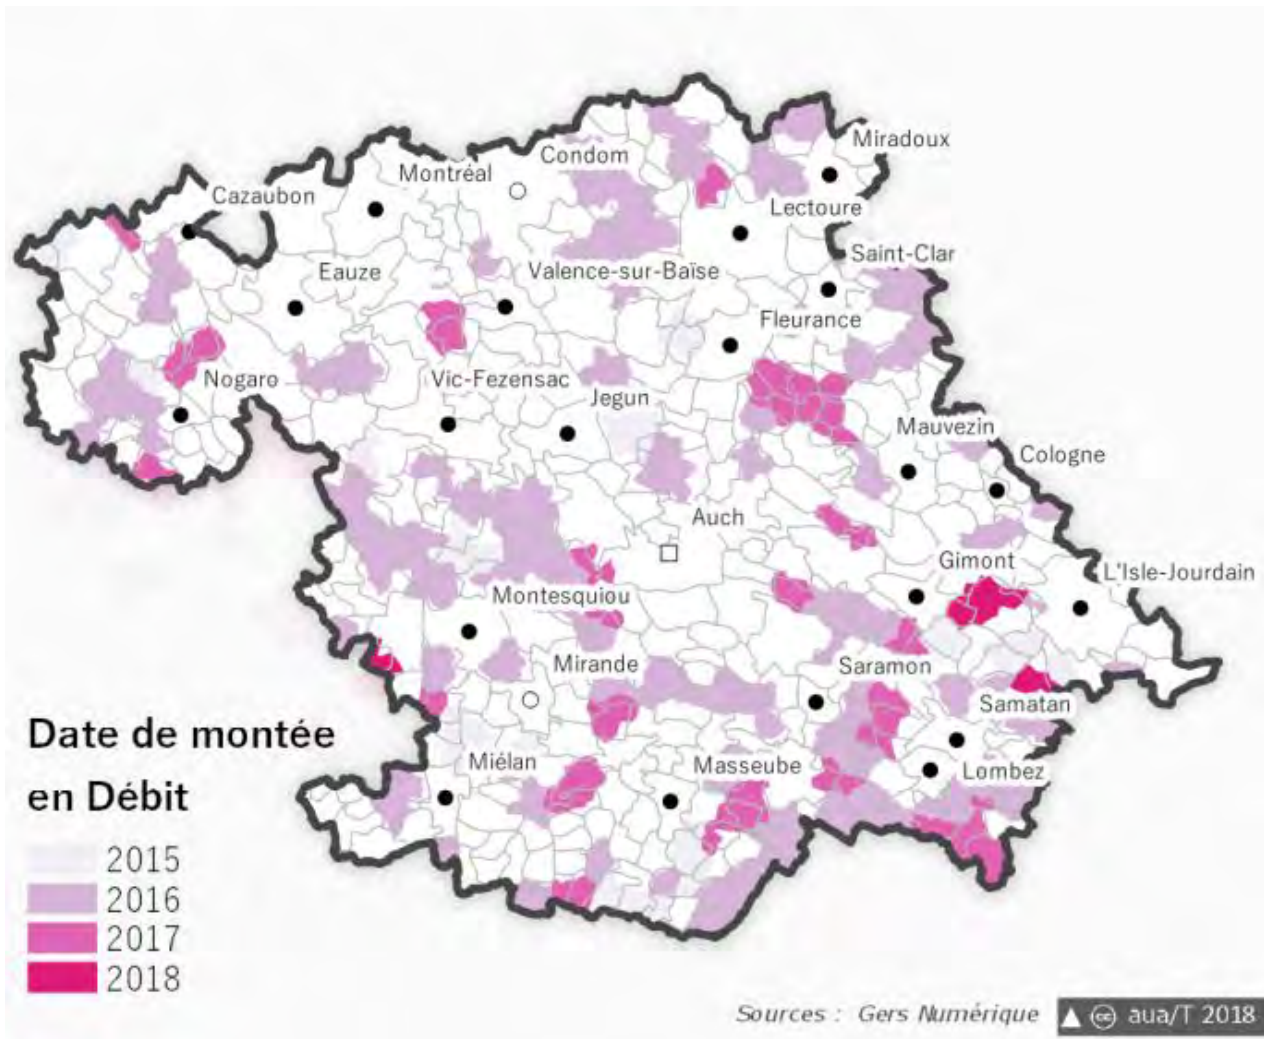 Miradoux
Condom
Montréal
Cazaubon
Lectoure
Saint-Clar
Eauze
Valence-sur-Baïse
Fleurance
Nogaro
Vic-Fezensac
Jegun
Mauvezin
Cologne
Auch
Gimont
L'Isle-Jourdain
Montesquiou
Mirande
Saramon
Samatan
Miélan
Masseube
Lombez
Date de montée
en Débit
2015
2016
2017
2018
Sources : Gers Numérique
cc aua/T 2018